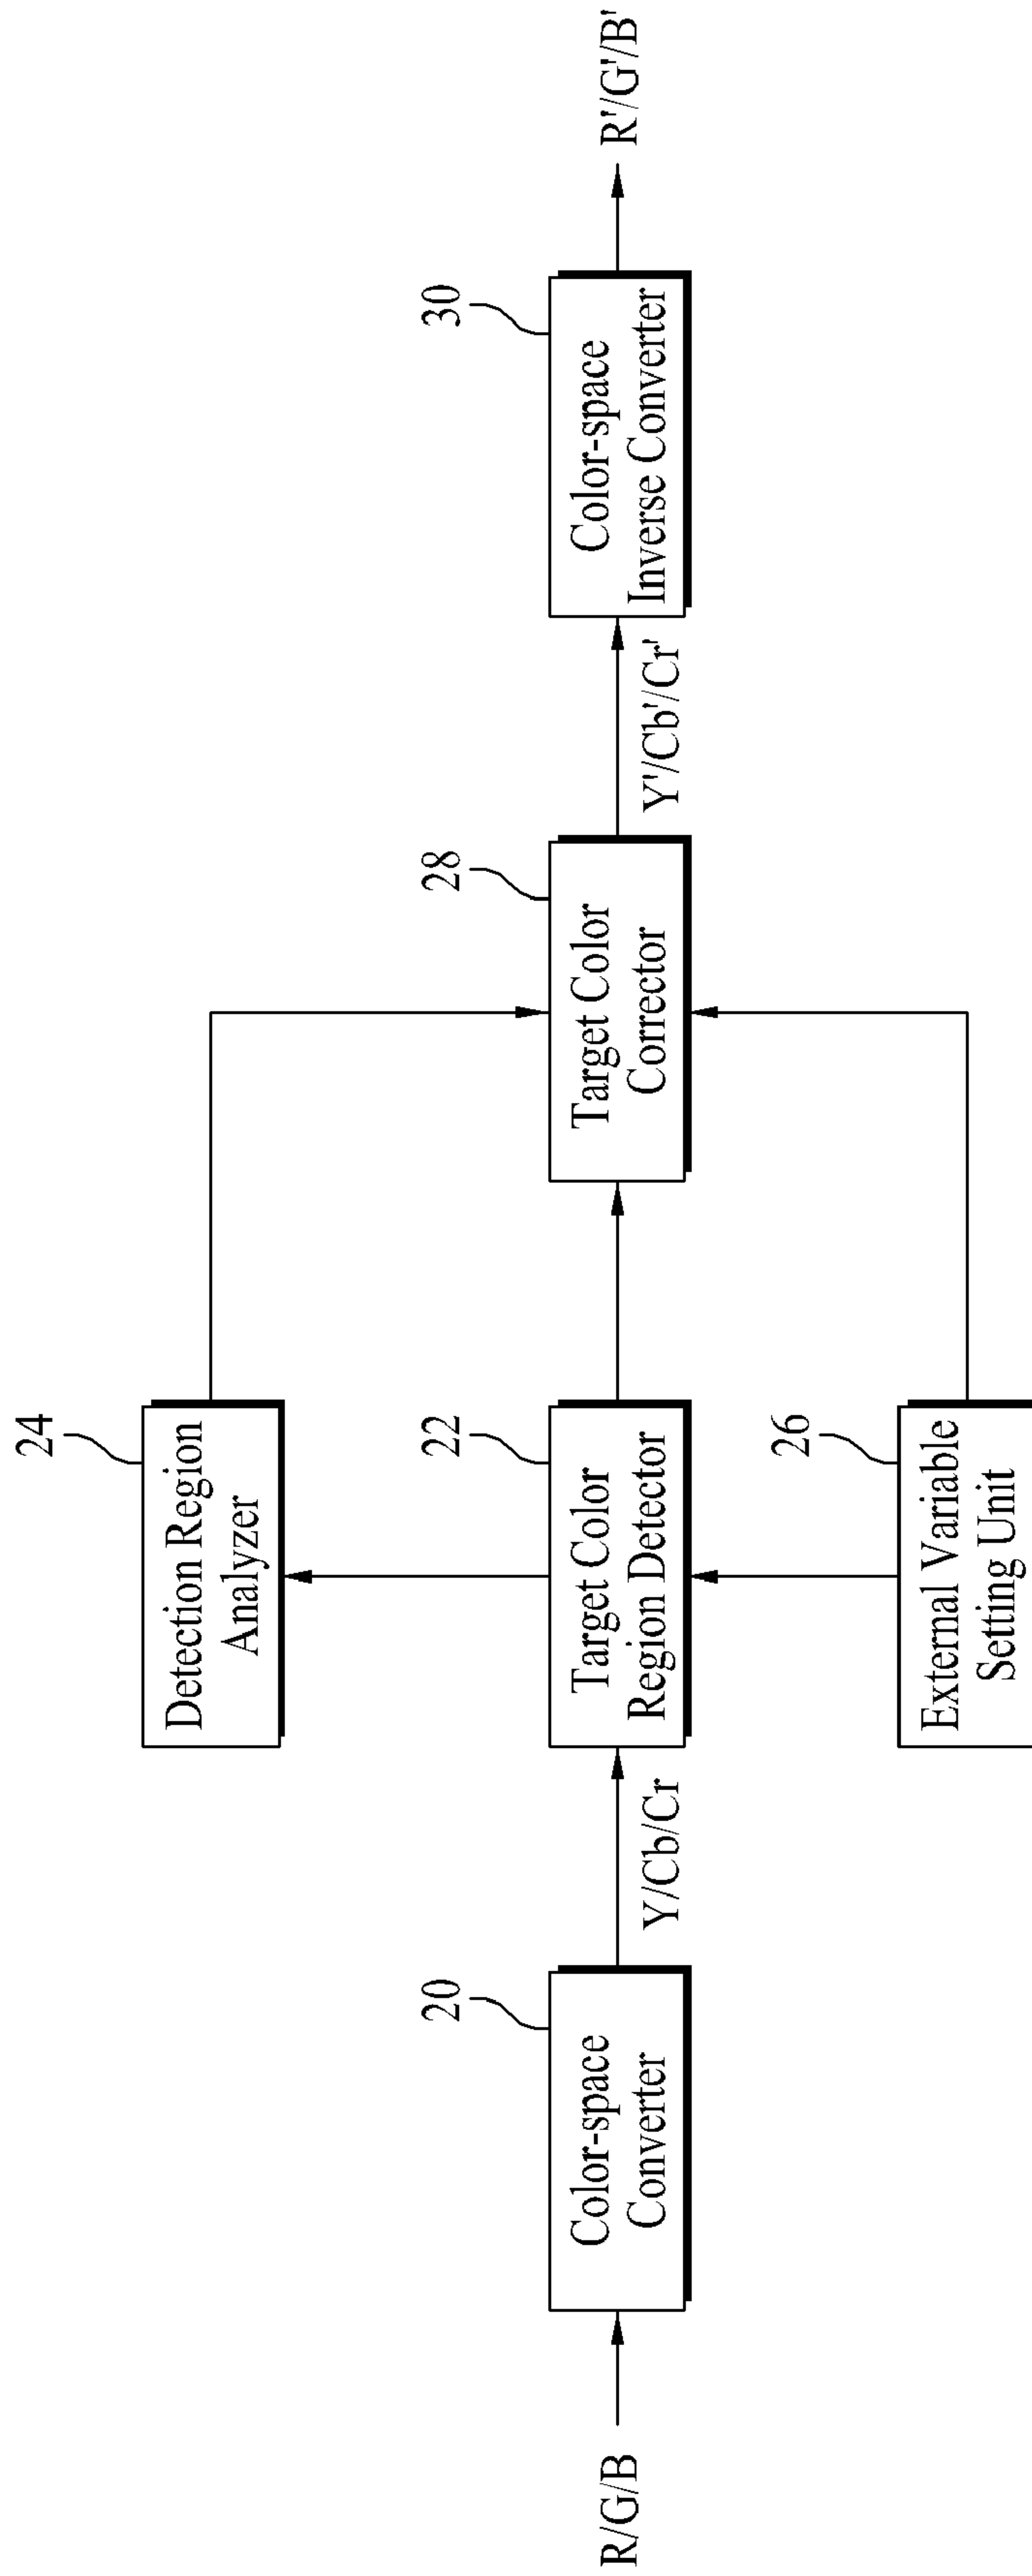 24
Detection Region
Analyzer
20
22
28
30
R/G/B
Color-space
Converter
Y/Cb/Cr
Target Color
Region Detector
Target Color
Corrector
Y'/Cb'/Cr'
Color-space
Inverse Converter
R'/G'/B'
26
External Variable
Setting Unit